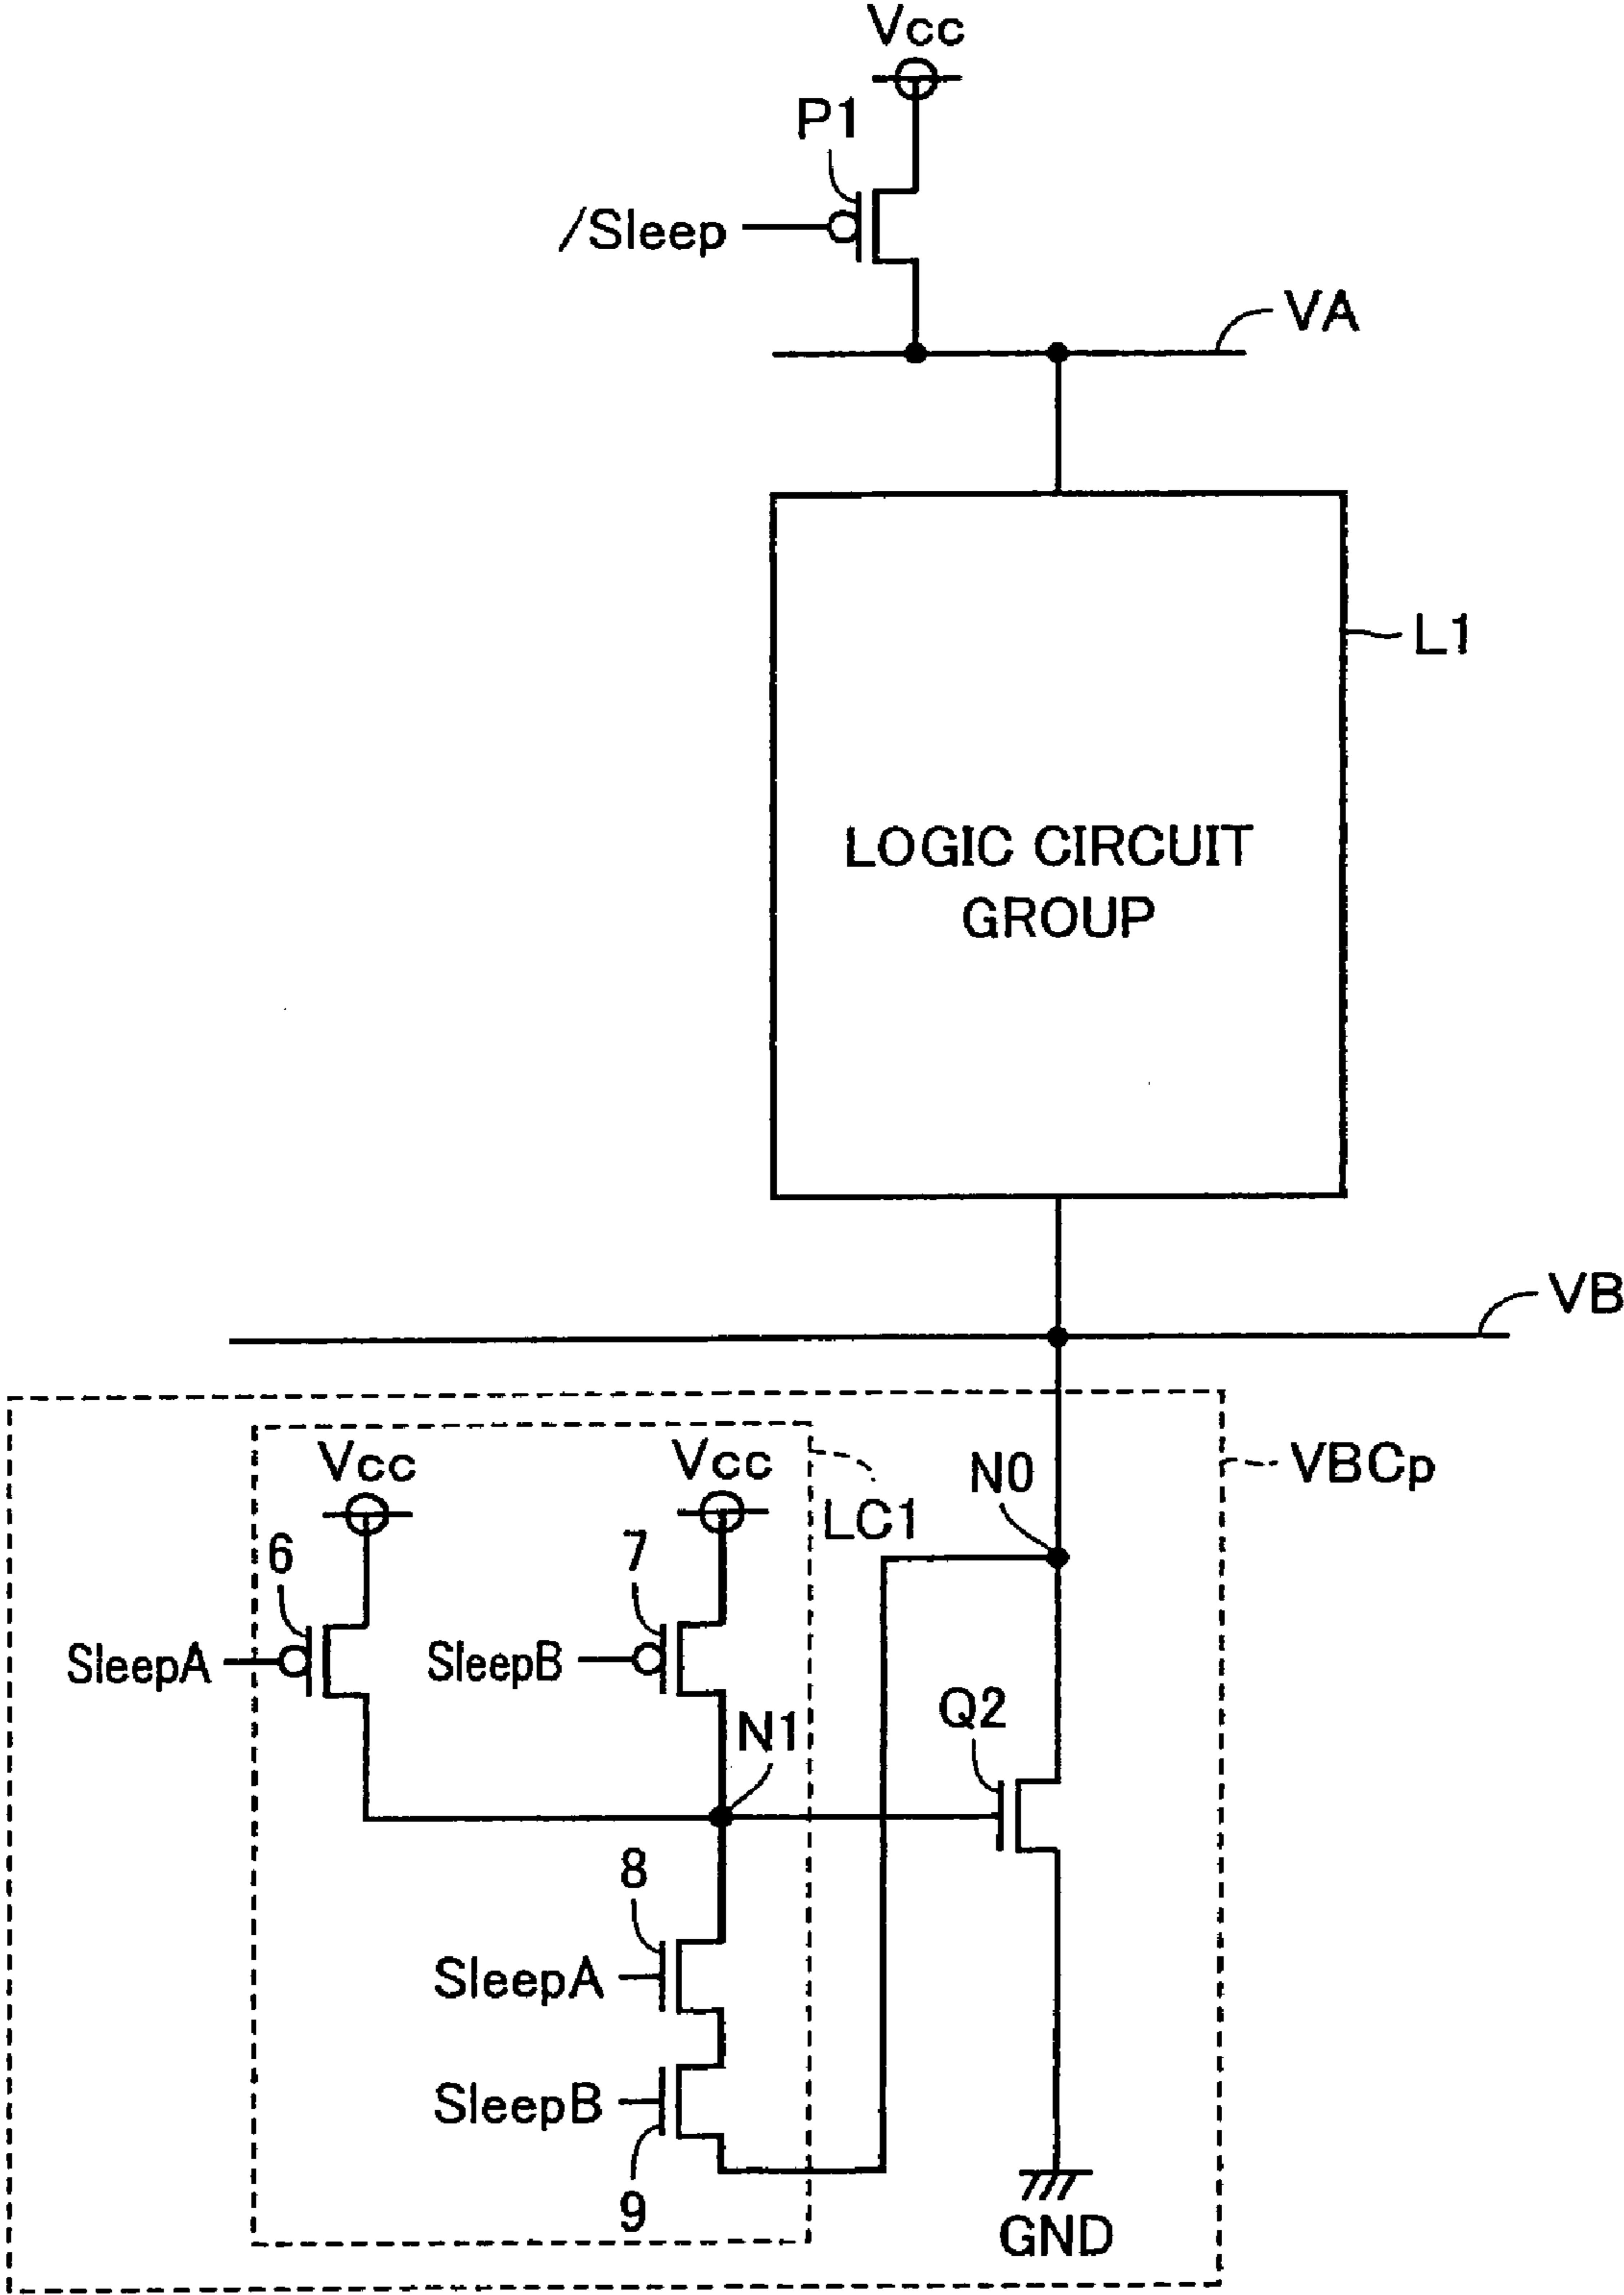 Vcc
P1
/Sleep
VA
L1
LOGIC CIRCUIT
GROUP
VB
Vcc
Vcc
N0
VBCp
LC1
6
7
SleepA
SleepB
N1
Q2
8
SleepA
SleepB
9
GND